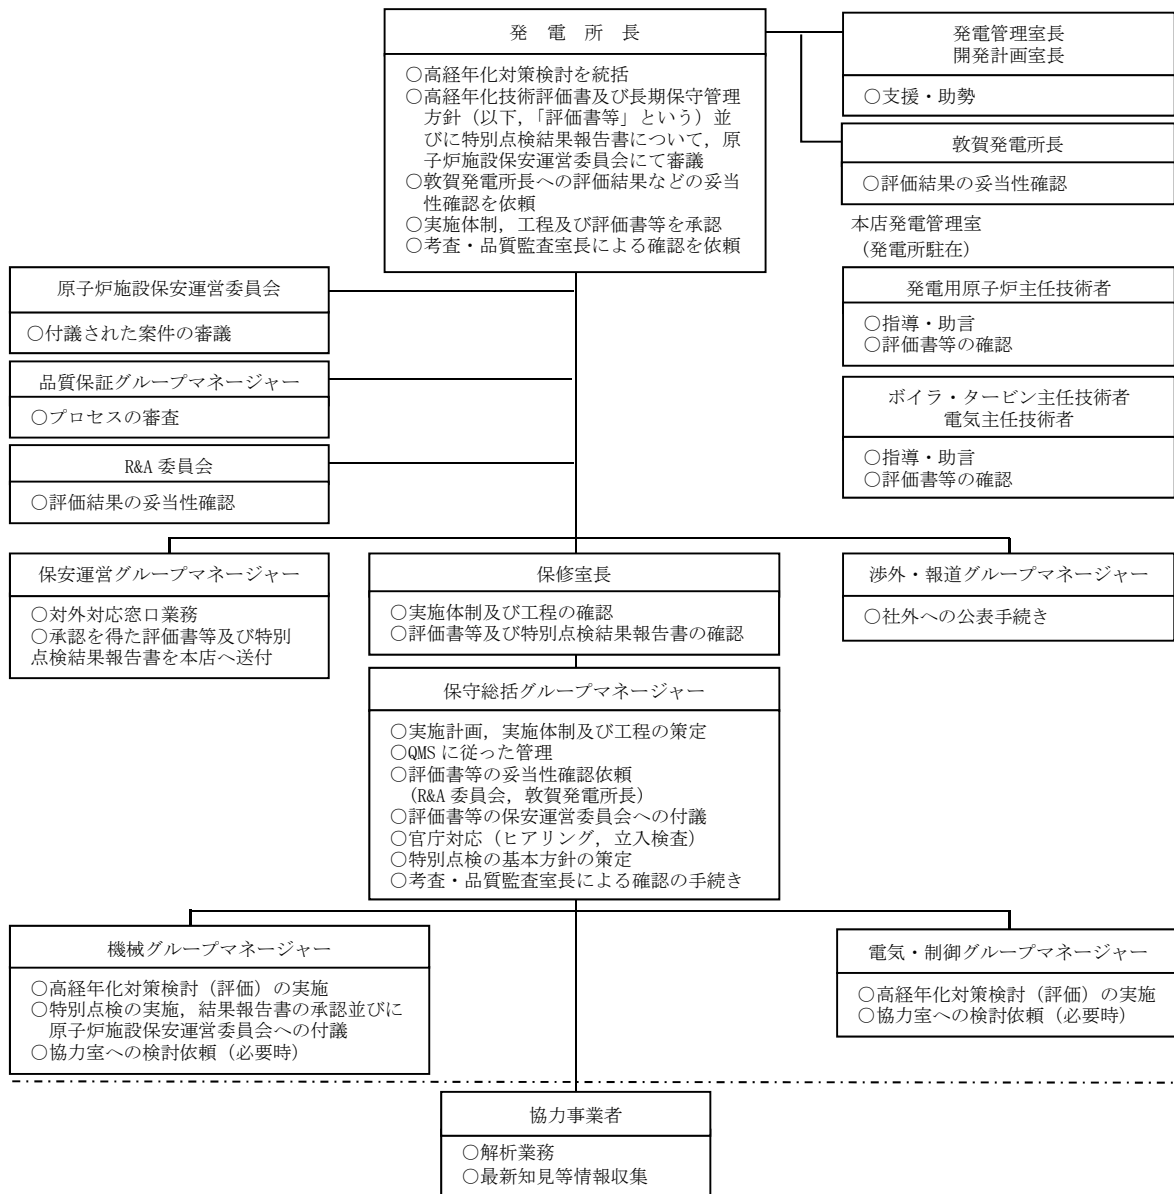 発 電 所 長
○高経年化対策検討を統括
○高経年化技術評価書及び長期保守管理
方針（以下，「評価書等」という）並
びに特別点検結果報告書について，原
子炉施設保安運営委員会にて審議
○敦賀発電所長への評価結果などの妥当
性確認を依頼
○実施体制，工程及び評価書等を承認
○考査・品質監査室長による確認を依頼
発電管理室長
開発計画室長
○支援・助勢
敦賀発電所長
○評価結果の妥当性確認
本店発電管理室
（発電所駐在）
発電用原子炉主任技術者
○指導・助言
○評価書等の確認
ボイラ・タービン主任技術者
電気主任技術者
○指導・助言
○評価書等の確認
原子炉施設保安運営委員会
○付議された案件の審議
品質保証グループマネージャー
○プロセスの審査
R&A 委員会
○評価結果の妥当性確認
保安運営グループマネージャー
○対外対応窓口業務
○承認を得た評価書等及び特別
点検結果報告書を本店へ送付
保修室長
○実施体制及び工程の確認
○評価書等及び特別点検結果報告書の確認
渉外・報道グループマネージャー
○社外への公表手続き
保守総括グループマネージャー
○実施計画，実施体制及び工程の策定
○QMS に従った管理
○評価書等の妥当性確認依頼
（R&A 委員会，敦賀発電所長）
○評価書等の保安運営委員会への付議
○官庁対応（ヒアリング，立入検査）
○特別点検の基本方針の策定
○考査・品質監査室長による確認の手続き
機械グループマネージャー
○高経年化対策検討（評価）の実施
○特別点検の実施，結果報告書の承認並びに
原子炉施設保安運営委員会への付議
○協力室への検討依頼（必要時）
電気・制御グループマネージャー
○高経年化対策検討（評価）の実施
○協力室への検討依頼（必要時）
協力事業者
○解析業務
○最新知見等情報収集